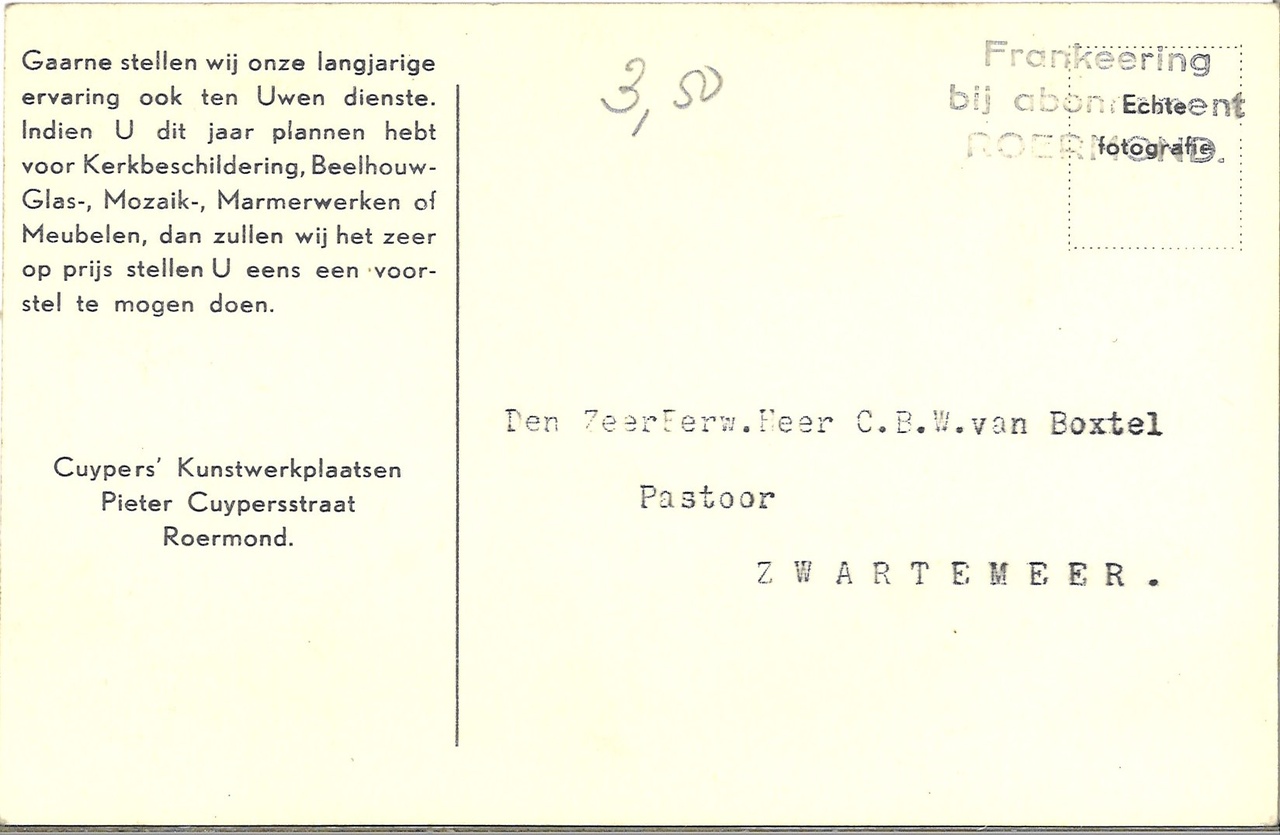 Gaarne stellen wij onze langjarige
ervaring ook ten Uwen dienste.
Indien U dit jaar plannen hebt
voor Kerkbeschildering, Beelhouw-
Glas-, Mozaik-, Marmerwerken of
Meubelen, dan zullen wij het zeer
op prijs stellen U eens een voor-
stel te mogen doen.
Cuypers' Kunstwerkplaatsen
Pieter Cuypersstraat
Roermond.
3,50
Frankeering
bij abonnement
ROERMOND.
Echte
fotografie
Den ZeerEerw.Heer C.B.W.van Boxtel
Pastoor
ZWARTEMEER.